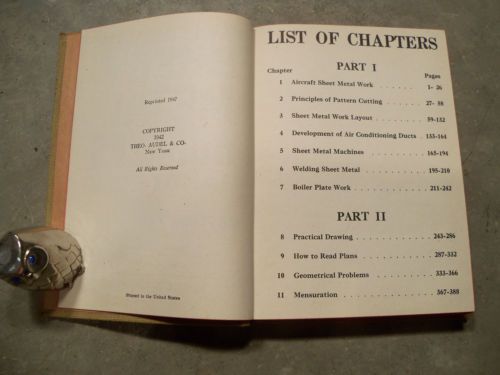 Reprinted 1947
COPYRIGHT
1942
THEO. AUDEL & CO.
New York
All Rights Reserved
Printed in the United States
LIST OF CHAPTERS
PART I
Chapter Pages
1 Aircraft Sheet Metal Work . . . . . 1- 26
2 Principles of Pattern Cutting . . . . 27- 58
3 Sheet Metal Work Layout . . . . . 59-132
4 Development of Air Conditioning Ducts . 133-164
5 Sheet Metal Machines . . . . . . 165-194
6 Welding Sheet Metal . . . . . . 195-210
7 Boiler Plate Work . . . . . . . 211-242
PART II
8 Practical Drawing . . . . . . . 243-286
9 How to Read Plans . . . . . . . 287-332
10 Geometrical Problems . . . . . . 333-366
11 Mensuration . . . . . . . . 367-388